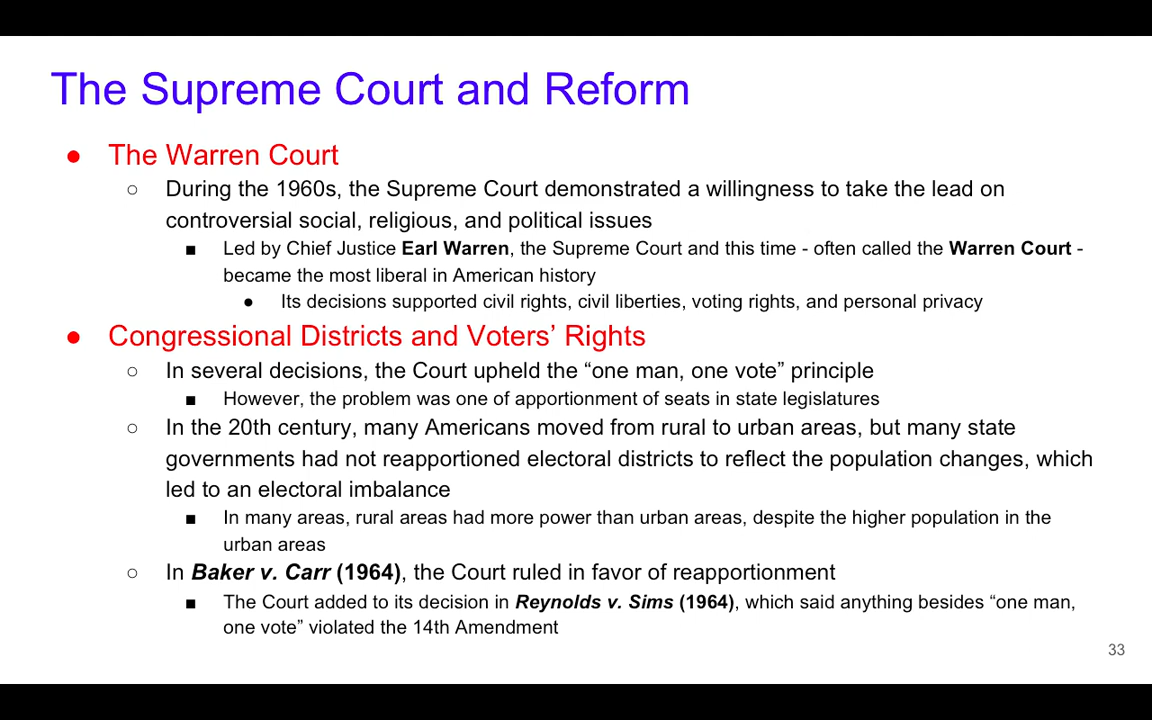 The Supreme Court and Reform
● The Warren Court
○ During the 1960s, the Supreme Court demonstrated a willingness to take the lead on
controversial social, religious, and political issues
■ Led by Chief Justice Earl Warren, the Supreme Court and this time - often called the Warren Court -
became the most liberal in American history
● Its decisions supported civil rights, civil liberties, voting rights, and personal privacy
● Congressional Districts and Voters’ Rights
○ In several decisions, the Court upheld the “one man, one vote” principle
■ However, the problem was one of apportionment of seats in state legislatures
○ In the 20th century, many Americans moved from rural to urban areas, but many state
governments had not reapportioned electoral districts to reflect the population changes, which
led to an electoral imbalance
■ In many areas, rural areas had more power than urban areas, despite the higher population in the
urban areas
○ In Baker v. Carr (1964), the Court ruled in favor of reapportionment
■ The Court added to its decision in Reynolds v. Sims (1964), which said anything besides “one man,
one vote” violated the 14th Amendment
33